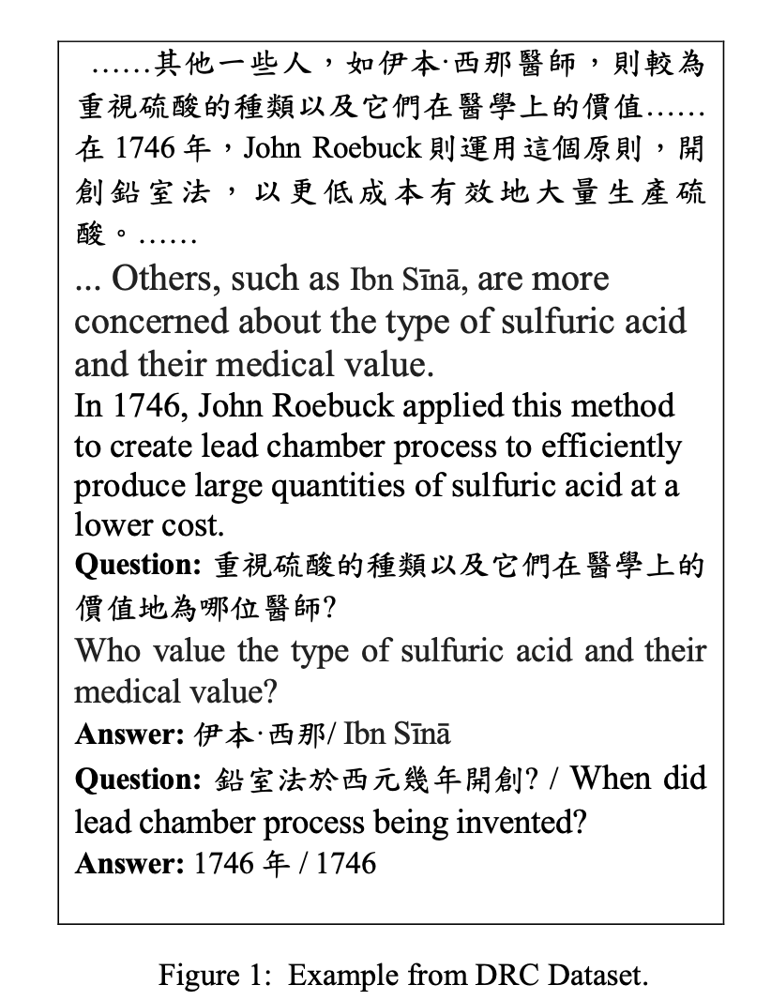 ……其他一些人，如伊本·西那醫師，則較為
重視硫酸的種類以及它們在醫學上的價值……
在 1746 年，John Roebuck 則運用這個原則，開
創鉛室法，以更低成本有效地大量生產硫
酸。……
... Others, such as Ibn Sīnā, are more
concerned about the type of sulfuric acid
and their medical value.
In 1746, John Roebuck applied this method
to create lead chamber process to efficiently
produce large quantities of sulfuric acid at a
lower cost.
Question: 重視硫酸的種類以及它們在醫學上的
價值地為哪位醫師?
Who value the type of sulfuric acid and their
medical value?
Answer: 伊本·西那/ Ibn Sīnā
Question: 鉛室法於西元幾年開創? / When did
lead chamber process being invented?
Answer: 1746 年 / 1746
Figure 1: Example from DRC Dataset.